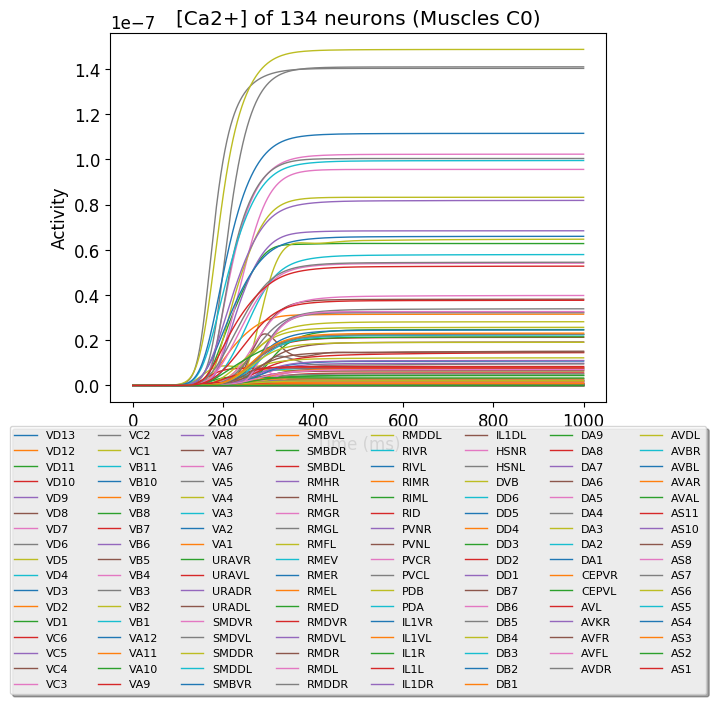 [Ca2+] of 134 neurons (Muscles C0)
1e−7
1.4
1.2
1.0
0.8
0.6
0.4
0.2
0.0
Activity
0 200 400 600 800 1000
Time (ms)
VD13 VC2 VA8 SMBVL RMDDL IL1DL DA9 AVDL
VD12 VC1 VA7 SMBDR RIVR HSNR DA8 AVBR
VD11 VB11 VA6 SMBDL RIVL HSNL DA7 AVBL
VD10 VB10 VA5 RMHR RIMR DVB DA6 AVAR
VD9 VB9 VA4 RMHL RIML DD6 DA5 AVAL
VD8 VB8 VA3 RMGR RID DD5 DA4 AS11
VD7 VB7 VA2 RMGL PVNR DD4 DA3 AS10
VD6 VB6 VA1 RMFL PVNL DD3 DA2 AS9
VD5 VB5 URAVR RMEV PVCR DD2 DA1 AS8
VD4 VB4 URAVL RMER PVCL DD1 CEPVR AS7
VD3 VB3 URADR RMEL PDB DB7 CEPVL AS6
VD2 VB2 URADL RMED PDA DB6 AVL AS5
VD1 VB1 SMDVR RMDVR IL1VR DB5 AVKR AS4
VC6 VA12 SMDVL RMDVL IL1VL DB4 AVFR AS3
VC5 VA11 SMDDR RMDR IL1R DB3 AVFL AS2
VC4 VA10 SMDDL RMDL IL1L DB2 AVDR AS1
VC3 VA9 SMBVR RMDDR IL1DR DB1